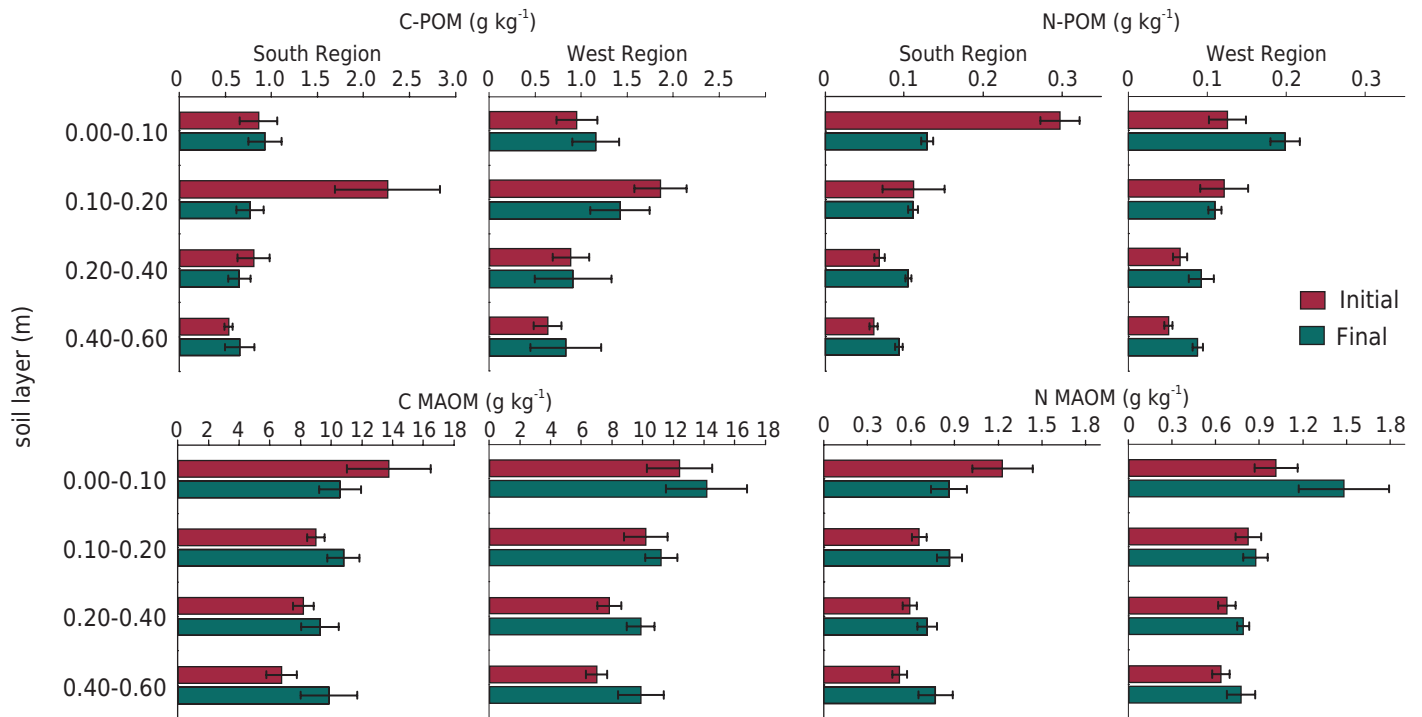 C-POM (g kg⁻¹) N-POM (g kg⁻¹)
South Region West Region South Region West Region
0 0.5 1.0 1.5 2.0 2.5 3.0 0 0.5 1.0 1.5 2.0 2.5 0 0.1 0.2 0.3 0 0.1 0.2 0.3
0.00-0.10
0.10-0.20
0.20-0.40
0.40-0.60
Initial
Final
soil layer (m)
C MAOM (g kg⁻¹) N MAOM (g kg⁻¹)
0 2 4 6 8 10 12 14 16 18 0 2 4 6 8 10 12 14 16 18 0 0.3 0.6 0.9 1.2 1.5 1.8 0 0.3 0.6 0.9 1.2 1.5 1.8
0.00-0.10
0.10-0.20
0.20-0.40
0.40-0.60